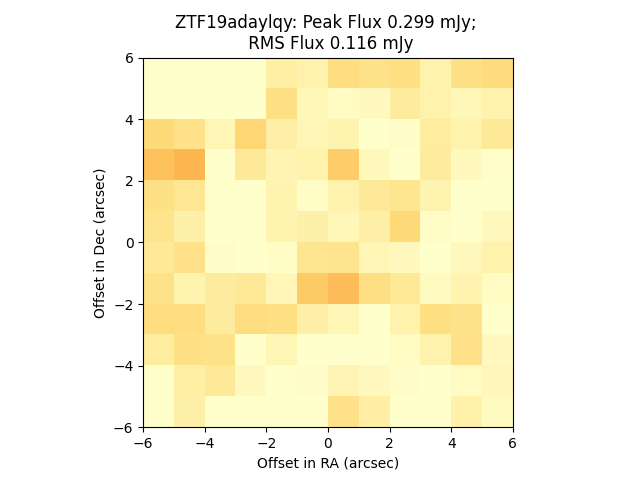 ZTF19adaylqy: Peak Flux 0.299 mJy;
RMS Flux 0.116 mJy
6
4
2
0
−2
−4
−6
Offset in Dec (arcsec)
−6 −4 −2 0 2 4 6
Offset in RA (arcsec)